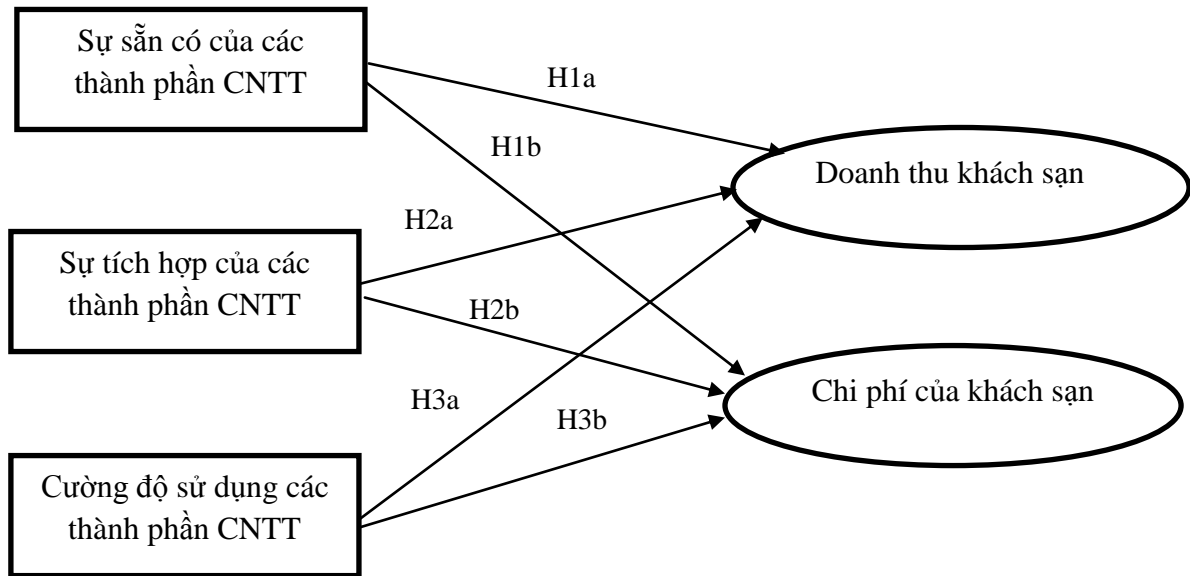 Sự sẵn có của các
thành phần CNTT
H1a
H1b
Doanh thu khách sạn
H2a
Sự tích hợp của các
thành phần CNTT
H2b
Chi phí của khách sạn
H3a
H3b
Cường độ sử dụng các
thành phần CNTT